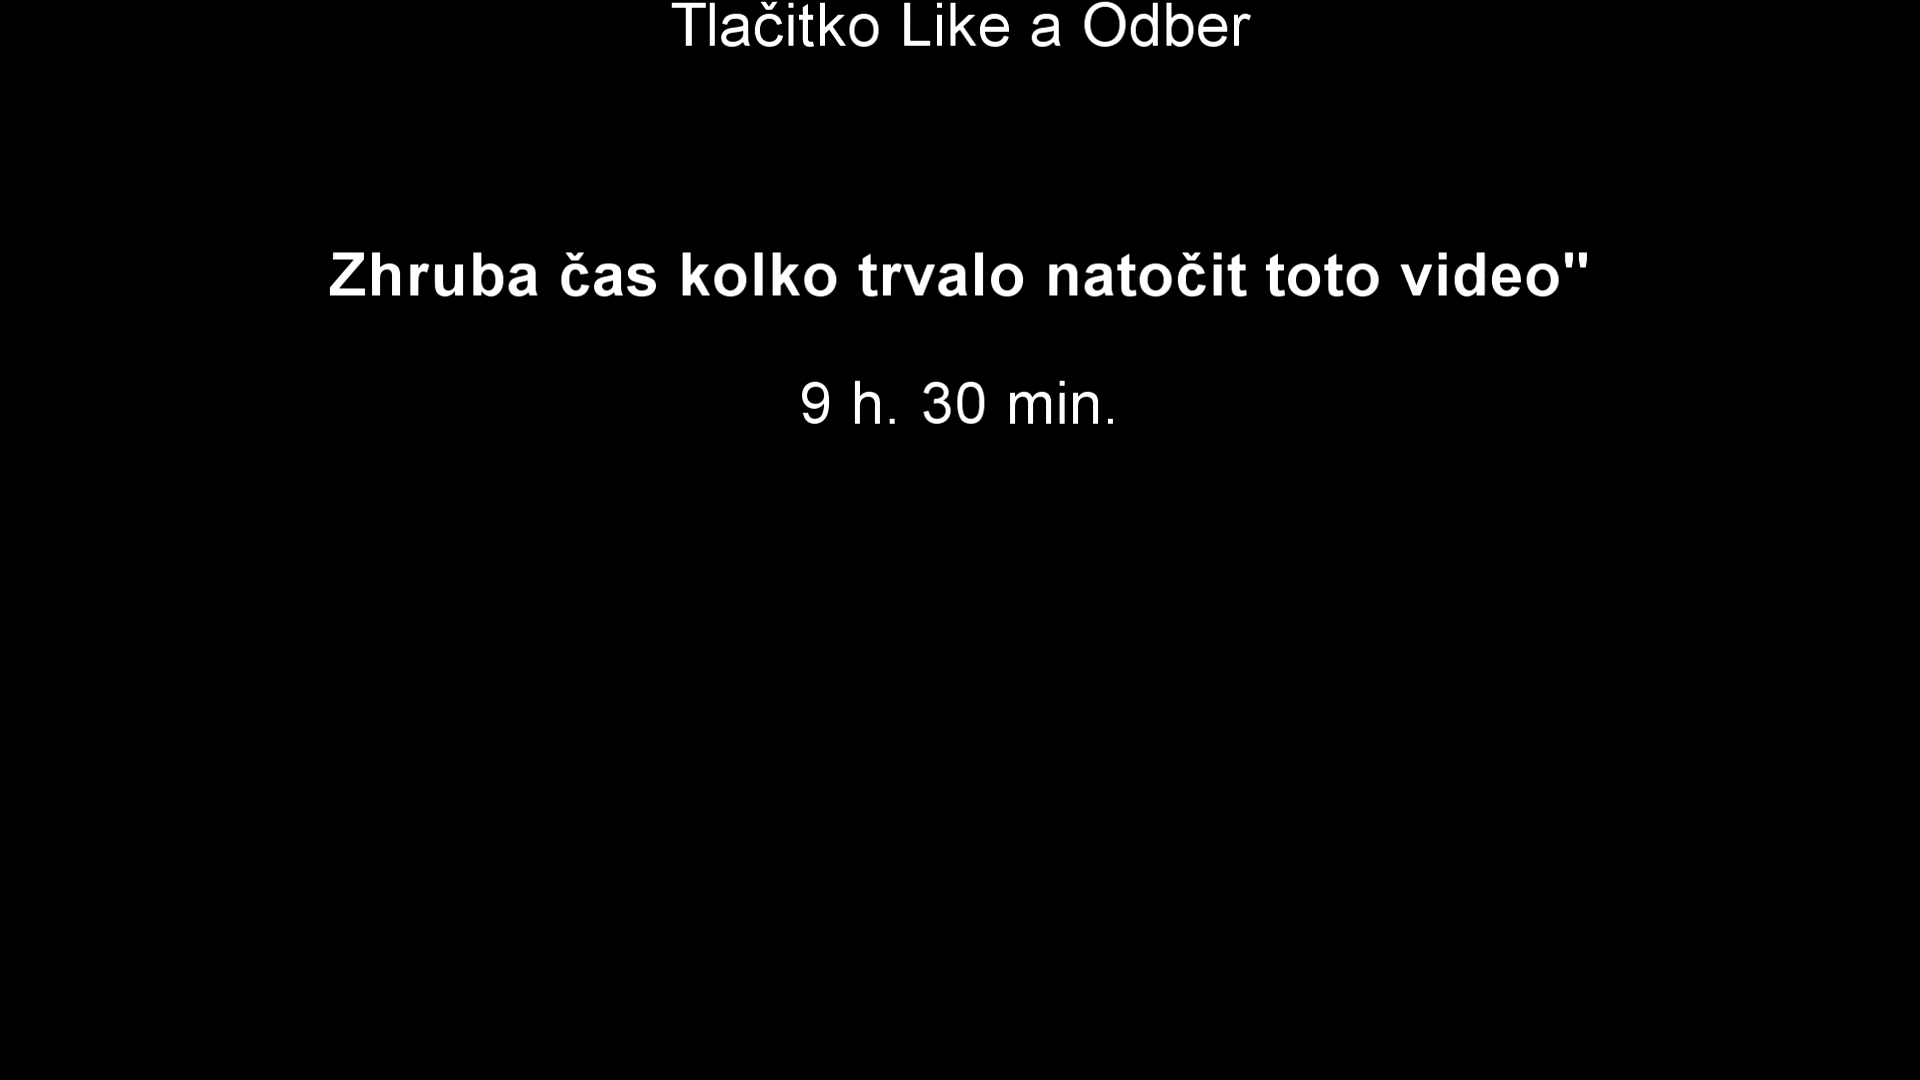 Tlačitko Like a Odber
Zhruba čas kolko trvalo natočit toto video"
9 h. 30 min.